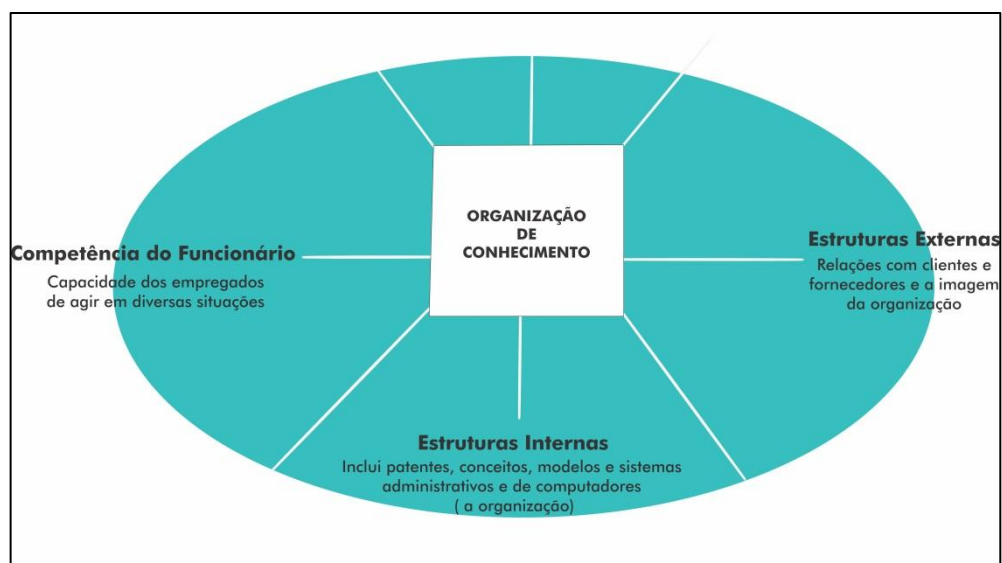 ORGANIZAÇÃO
DE
CONHECIMENTO
Competência do Funcionário
Capacidade dos empregados
de agir em diversas situações
Estruturas Externas
Relações com clientes e
fornecedores e a imagem
da organização
Estruturas Internas
Inclui patentes, conceitos, modelos e sistemas
administrativos e de computadores
( a organização)